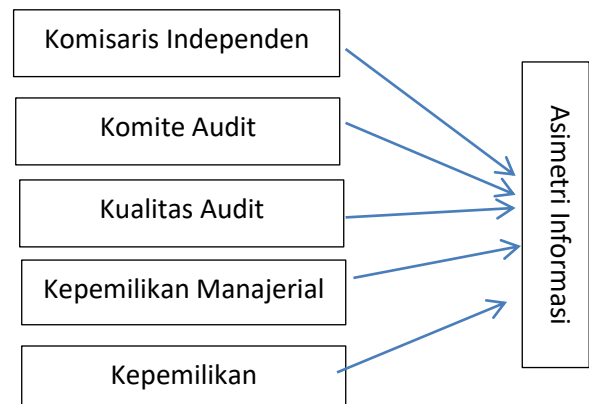 Komisaris Independen
Komite Audit
Kualitas Audit
Kepemilikan Manajerial
Kepemilikan
Asimetri Informasi